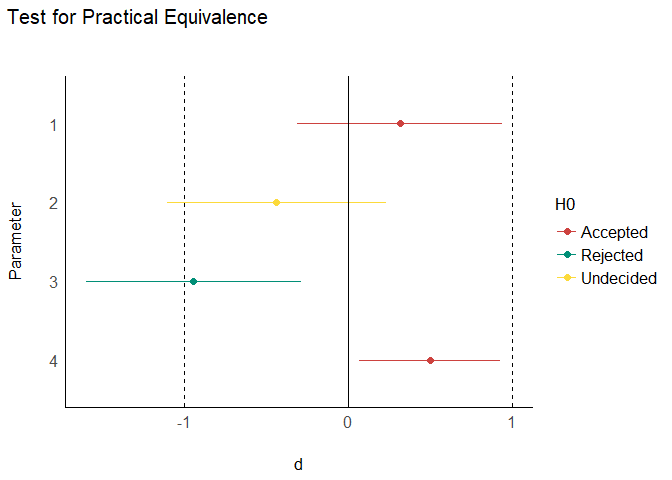 Test for Practical Equivalence
Parameter
1
2
3
4
-1
0
1
d
H0
Accepted
Rejected
Undecided